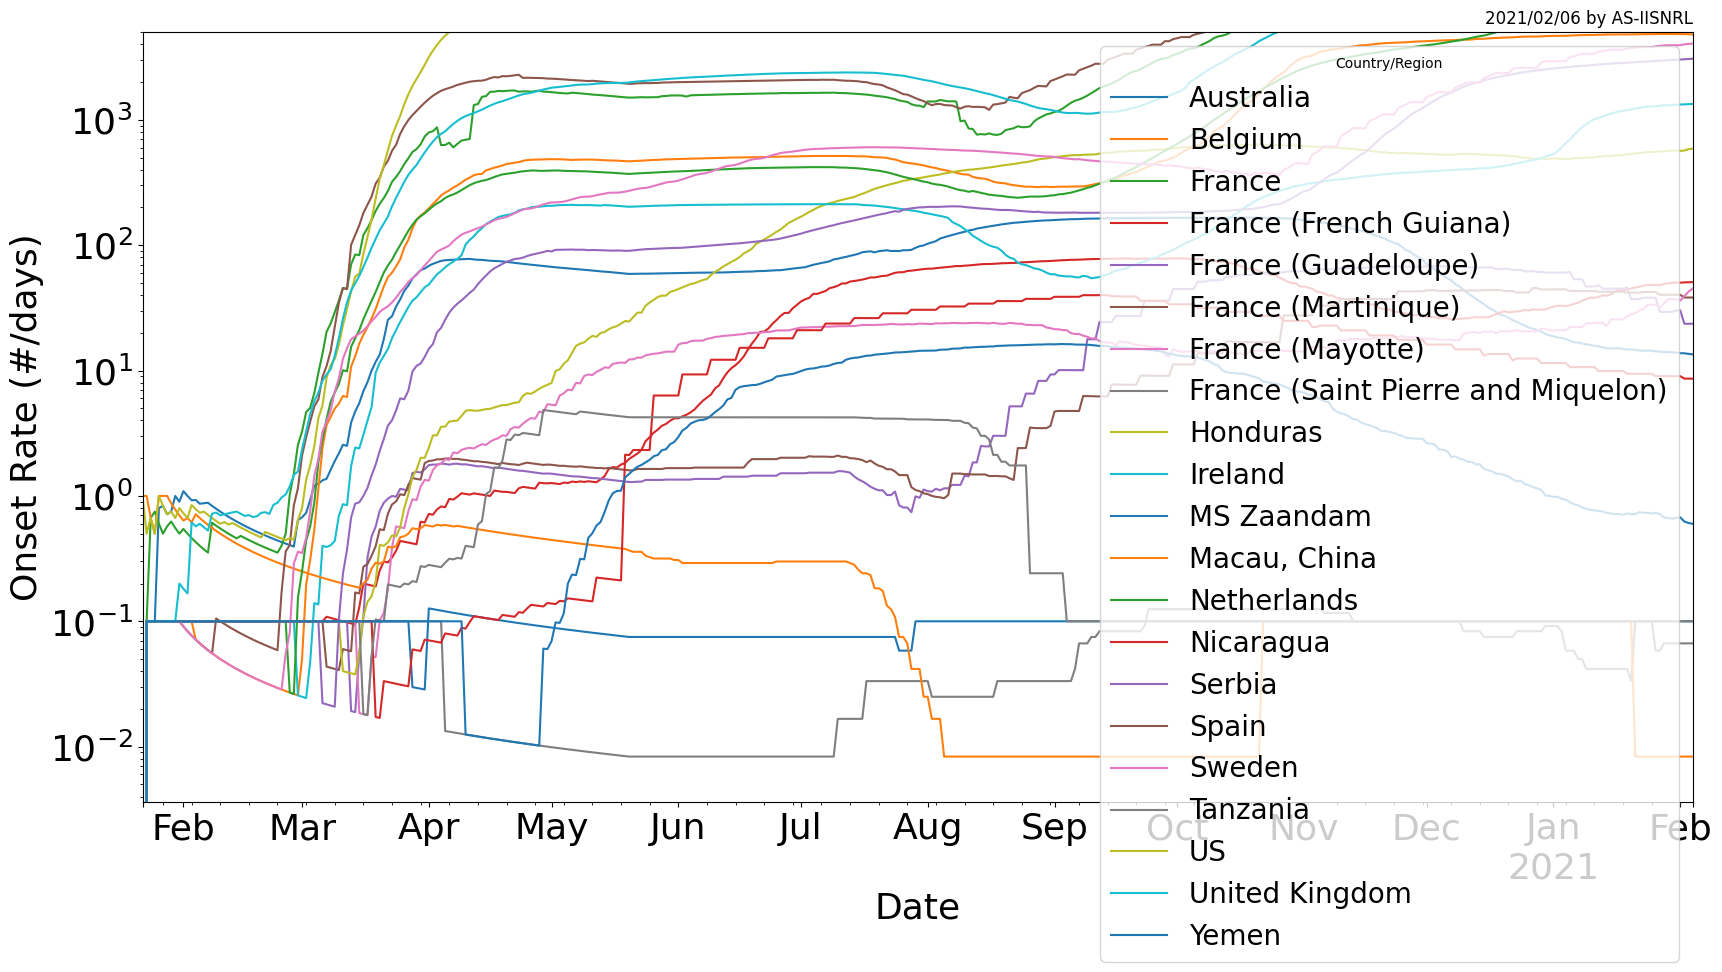 2021/02/06 by AS-IISNRL
Onset Rate (#/days)
10^3
10^2
10^1
10^0
10^-1
10^-2
Country/Region
Australia
Belgium
France
France (French Guiana)
France (Guadeloupe)
France (Martinique)
France (Mayotte)
France (Saint Pierre and Miquelon)
Honduras
Ireland
MS Zaandam
Macau, China
Netherlands
Nicaragua
Serbia
Spain
Sweden
Tanzania
US
United Kingdom
Yemen
Feb Mar Apr May Jun Jul Aug Sep Oct Nov Dec Jan Feb
2021
Date